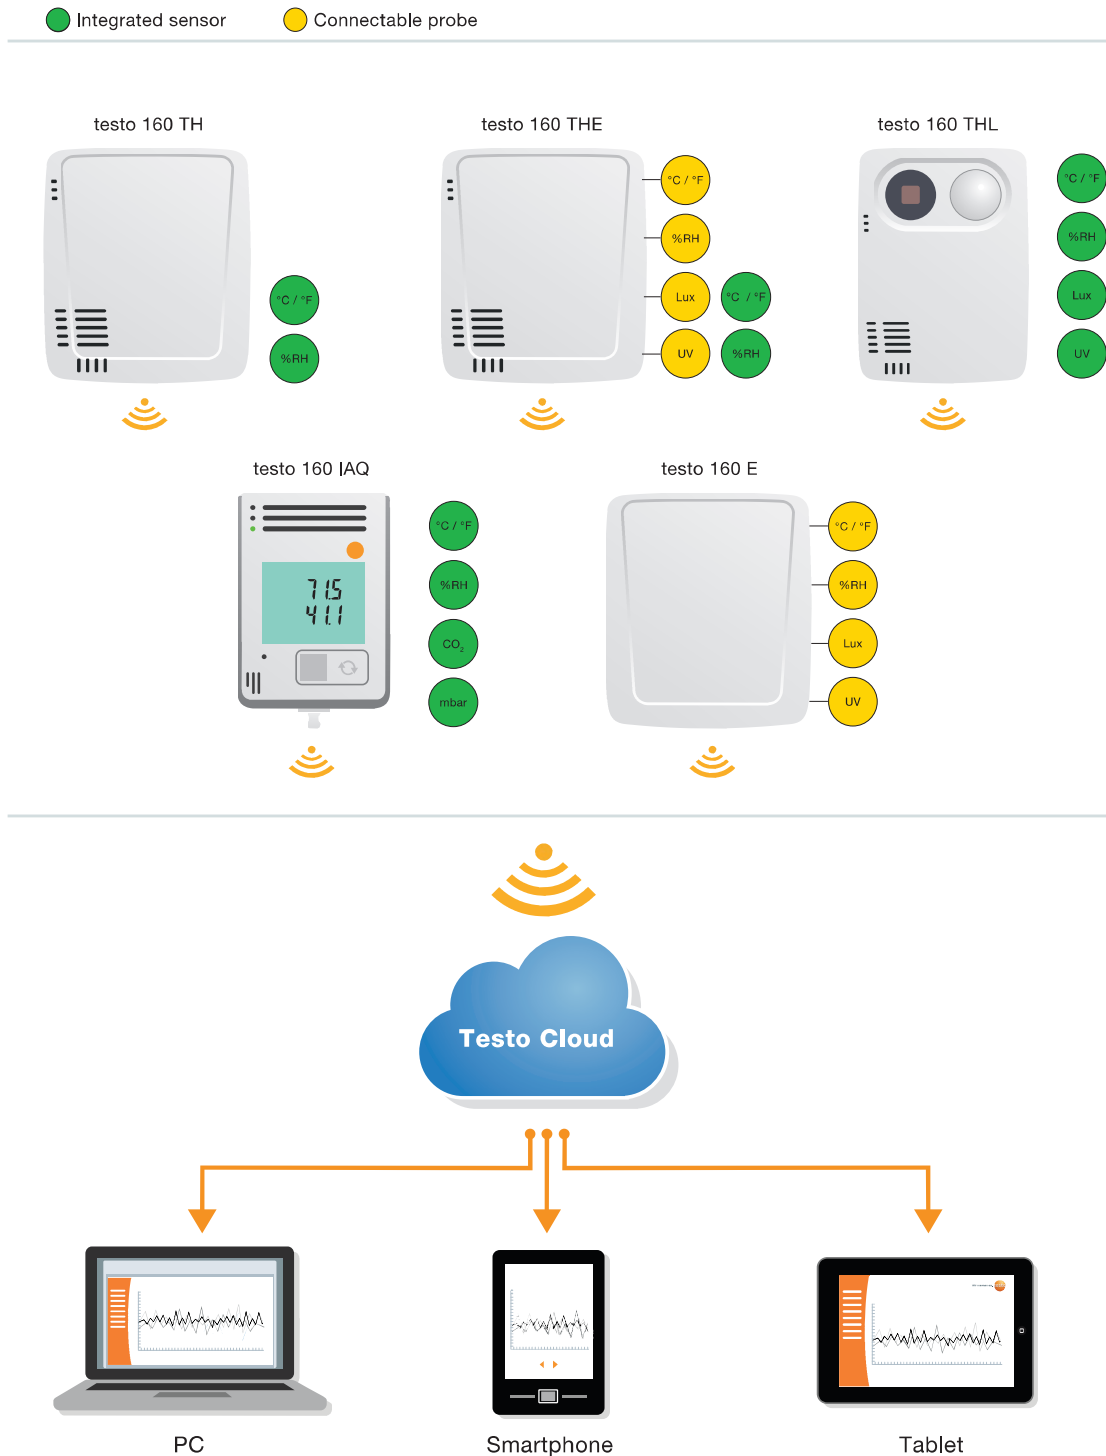 Integrated sensor
Connectable probe
testo 160 TH
testo 160 THE
testo 160 THL
°C / °F
%RH
°C / °F
%RH
Lux
UV
°C / °F
%RH
°C / °F
%RH
Lux
UV
testo 160 IAQ
testo 160 E
71.5
41.1
°C / °F
%RH
CO₂
mbar
°C / °F
%RH
Lux
UV
Testo Cloud
PC
Smartphone
Tablet